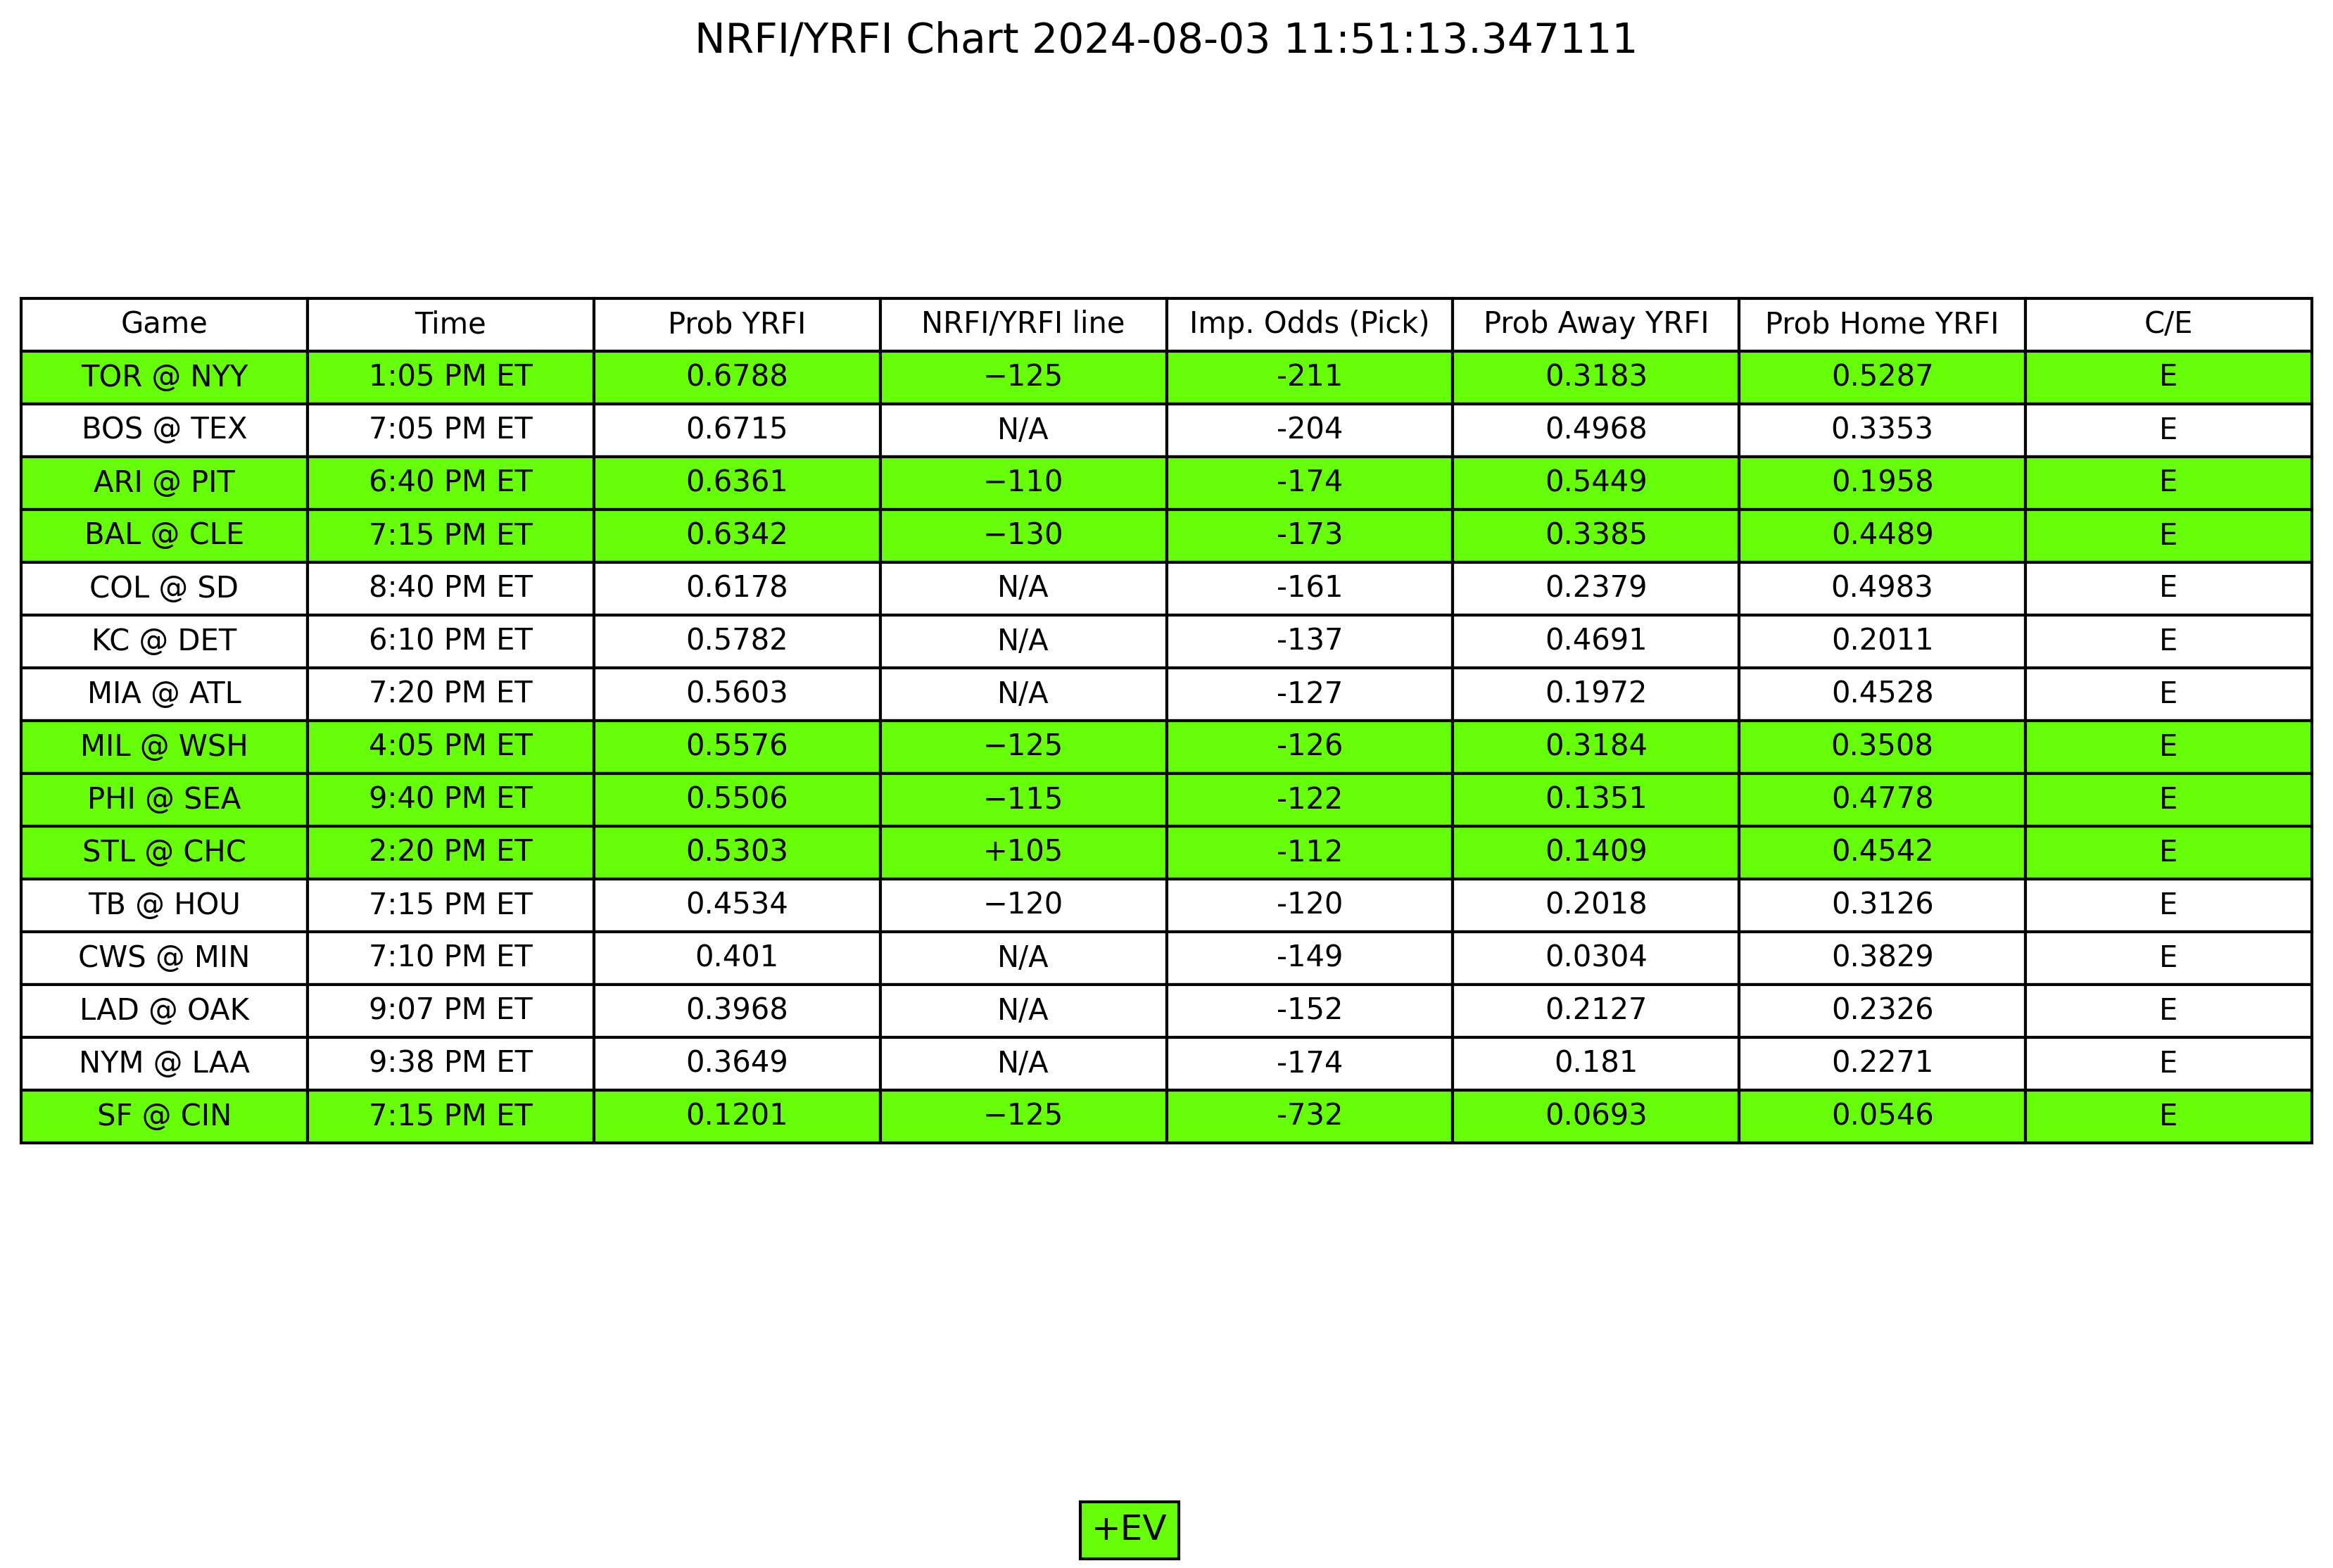 NRFI/YRFI Chart 2024-08-03 11:51:13.347111
Game Time Prob YRFI NRFI/YRFI line Imp. Odds (Pick) Prob Away YRFI Prob Home YRFI C/E
TOR @ NYY 1:05 PM ET 0.6788 −125 -211 0.3183 0.5287 E
BOS @ TEX 7:05 PM ET 0.6715 N/A -204 0.4968 0.3353 E
ARI @ PIT 6:40 PM ET 0.6361 −110 -174 0.5449 0.1958 E
BAL @ CLE 7:15 PM ET 0.6342 −130 -173 0.3385 0.4489 E
COL @ SD 8:40 PM ET 0.6178 N/A -161 0.2379 0.4983 E
KC @ DET 6:10 PM ET 0.5782 N/A -137 0.4691 0.2011 E
MIA @ ATL 7:20 PM ET 0.5603 N/A -127 0.1972 0.4528 E
MIL @ WSH 4:05 PM ET 0.5576 −125 -126 0.3184 0.3508 E
PHI @ SEA 9:40 PM ET 0.5506 −115 -122 0.1351 0.4778 E
STL @ CHC 2:20 PM ET 0.5303 +105 -112 0.1409 0.4542 E
TB @ HOU 7:15 PM ET 0.4534 −120 -120 0.2018 0.3126 E
CWS @ MIN 7:10 PM ET 0.401 N/A -149 0.0304 0.3829 E
LAD @ OAK 9:07 PM ET 0.3968 N/A -152 0.2127 0.2326 E
NYM @ LAA 9:38 PM ET 0.3649 N/A -174 0.181 0.2271 E
SF @ CIN 7:15 PM ET 0.1201 −125 -732 0.0693 0.0546 E
+EV